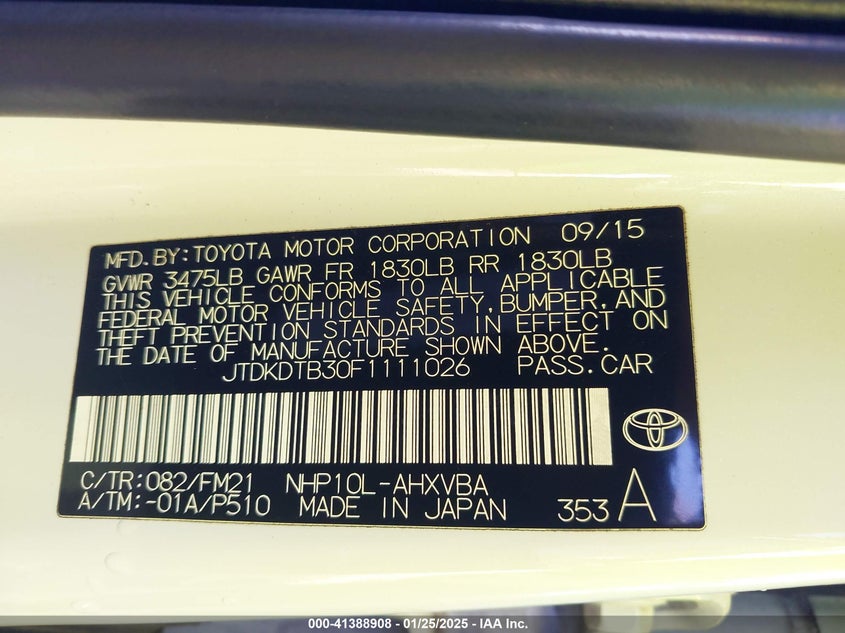 MFD.BY:TOYOTA MOTOR CORPORATION 09/15
GVWR 3475LB GAWR FR 1830LB RR 1830LB
THIS VEHICLE CONFORMS TO ALL APPLICABLE
FEDERAL MOTOR VEHICLE SAFETY,BUMPER,AND
THEFT PREVENTION STANDARDS IN EFFECT ON
THE DATE OF MANUFACTURE SHOWN ABOVE.
JTDKDTB30F1111026 PASS.CAR
C/TR:082/FM21 NHP10L-AHXVBA
A/TM:-01A/P510 MADE IN JAPAN 353 A
000-41388908 - 01/25/2025 - IAA Inc.